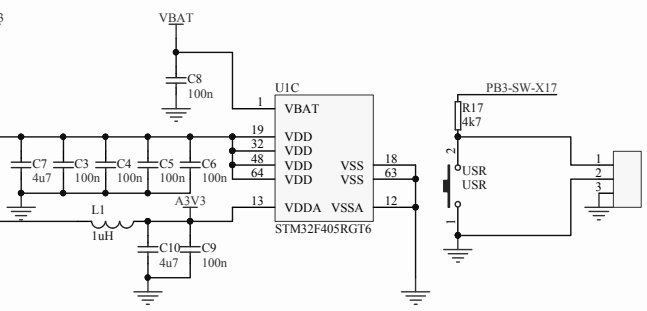 3
VBAT
C8
100n
U1C
1
VBAT
19
VDD
32
VDD
48
VDD
64
VDD
13
VDDA
VSS
18
VSS
63
VSSA
12
STM32F405RGT6
C7
4u7
C3
100n
C4
100n
C5
100n
C6
100n
L1
1uH
A3V3
C10
4u7
C9
100n
PB3-SW-X17
R17
4k7
2
USR
USR
1
1
2
3